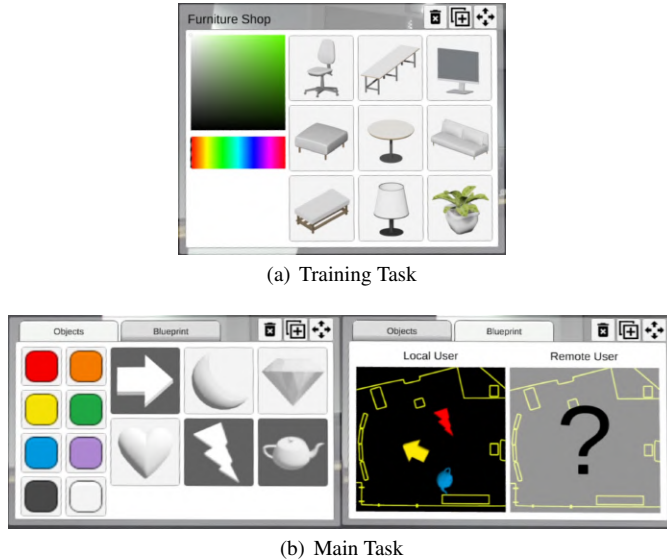 Furniture Shop
(a) Training Task
Objects
Blueprint
Objects
Blueprint
Local User
Remote User
?
(b) Main Task